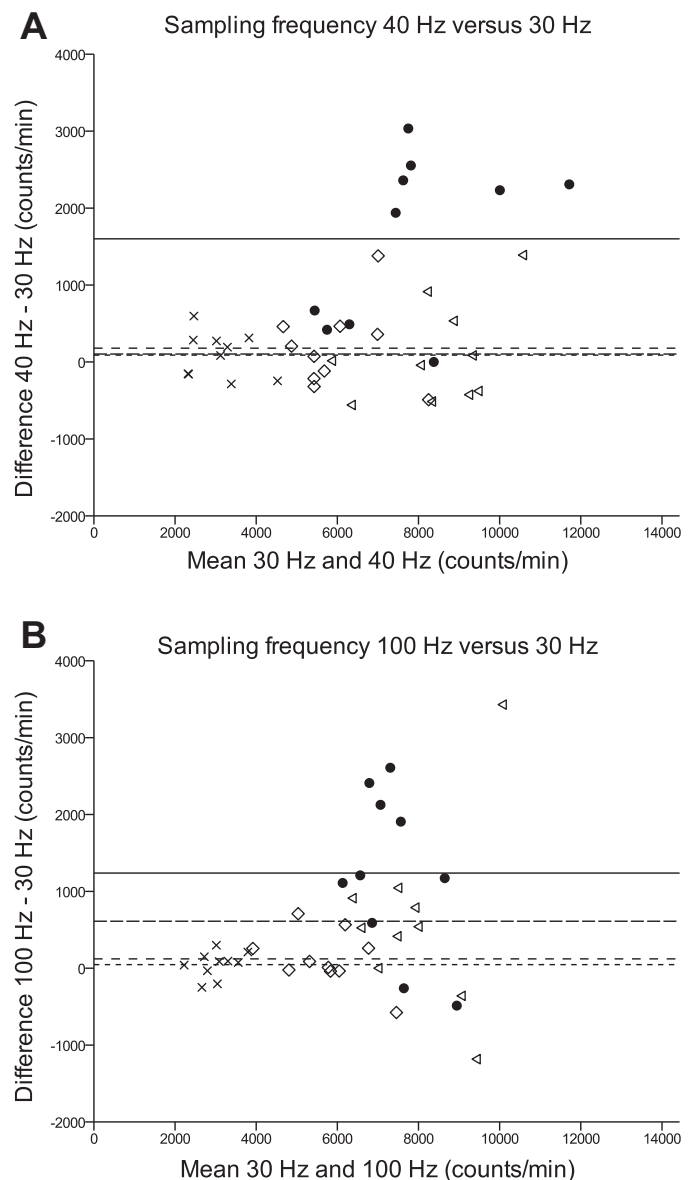 A
Sampling frequency 40 Hz versus 30 Hz
Difference 40 Hz - 30 Hz (counts/min)
4000
3000
2000
1000
0
-1000
-2000
0 2000 4000 6000 8000 10000 12000 14000
Mean 30 Hz and 40 Hz (counts/min)
B
Sampling frequency 100 Hz versus 30 Hz
Difference 100 Hz - 30 Hz (counts/min)
4000
3000
2000
1000
0
-1000
-2000
0 2000 4000 6000 8000 10000 12000 14000
Mean 30 Hz and 100 Hz (counts/min)